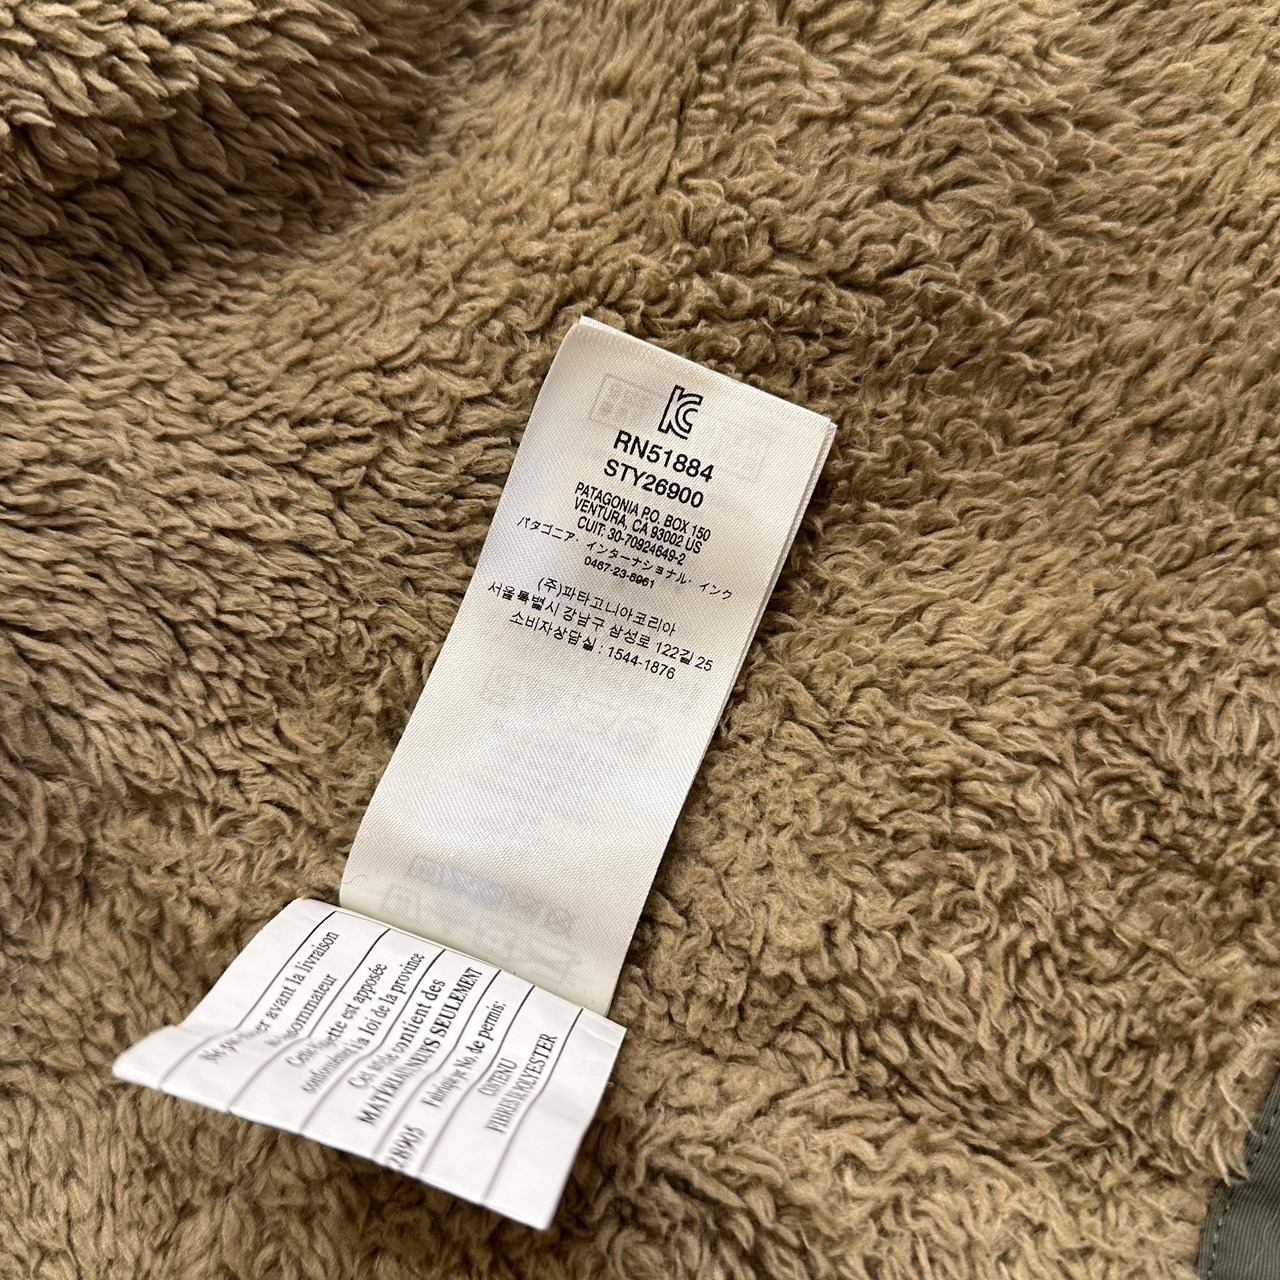 RN51884
STY26900
PATAGONIA P.O. BOX 150
VENTURA, CA 93002 US
CUIT: 30-70924649-2
パタゴニア・インターナショナル・インク
0467-23-8961
(주)파타고니아코리아
서울특별시 강남구 삼성로 122길 25
소비자상담실 : 1544-1876
avant la livraison
consommateur
Cette est apposée
conformément à la loi de la province
Cet contient des
SEULEMENT
No. de permis:
28905
CONTENU
FIBRES POLYESTER